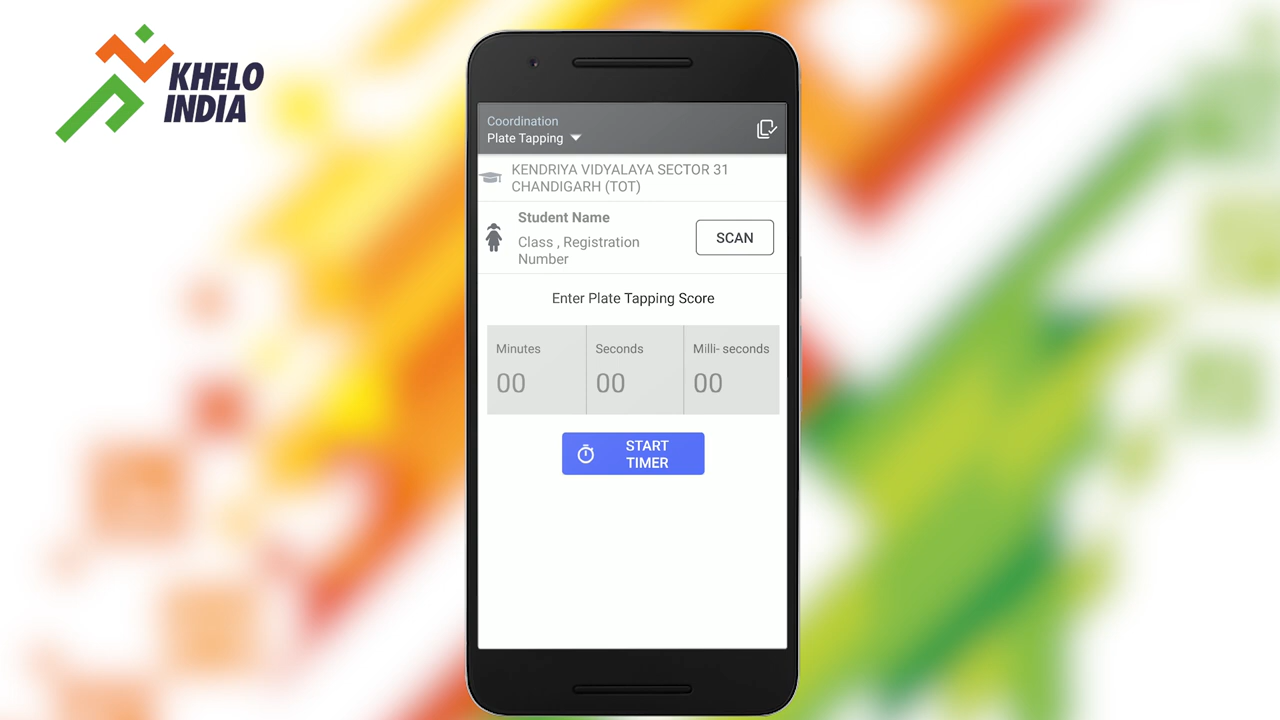 KHELO
INDIA
Coordination
Plate Tapping
KENDRIYA VIDYALAYA SECTOR 31
CHANDIGARH (TOT)
Student Name
Class , Registration
Number
SCAN
Enter Plate Tapping Score
Minutes
Seconds
Milli- seconds
00
00
00
START
TIMER